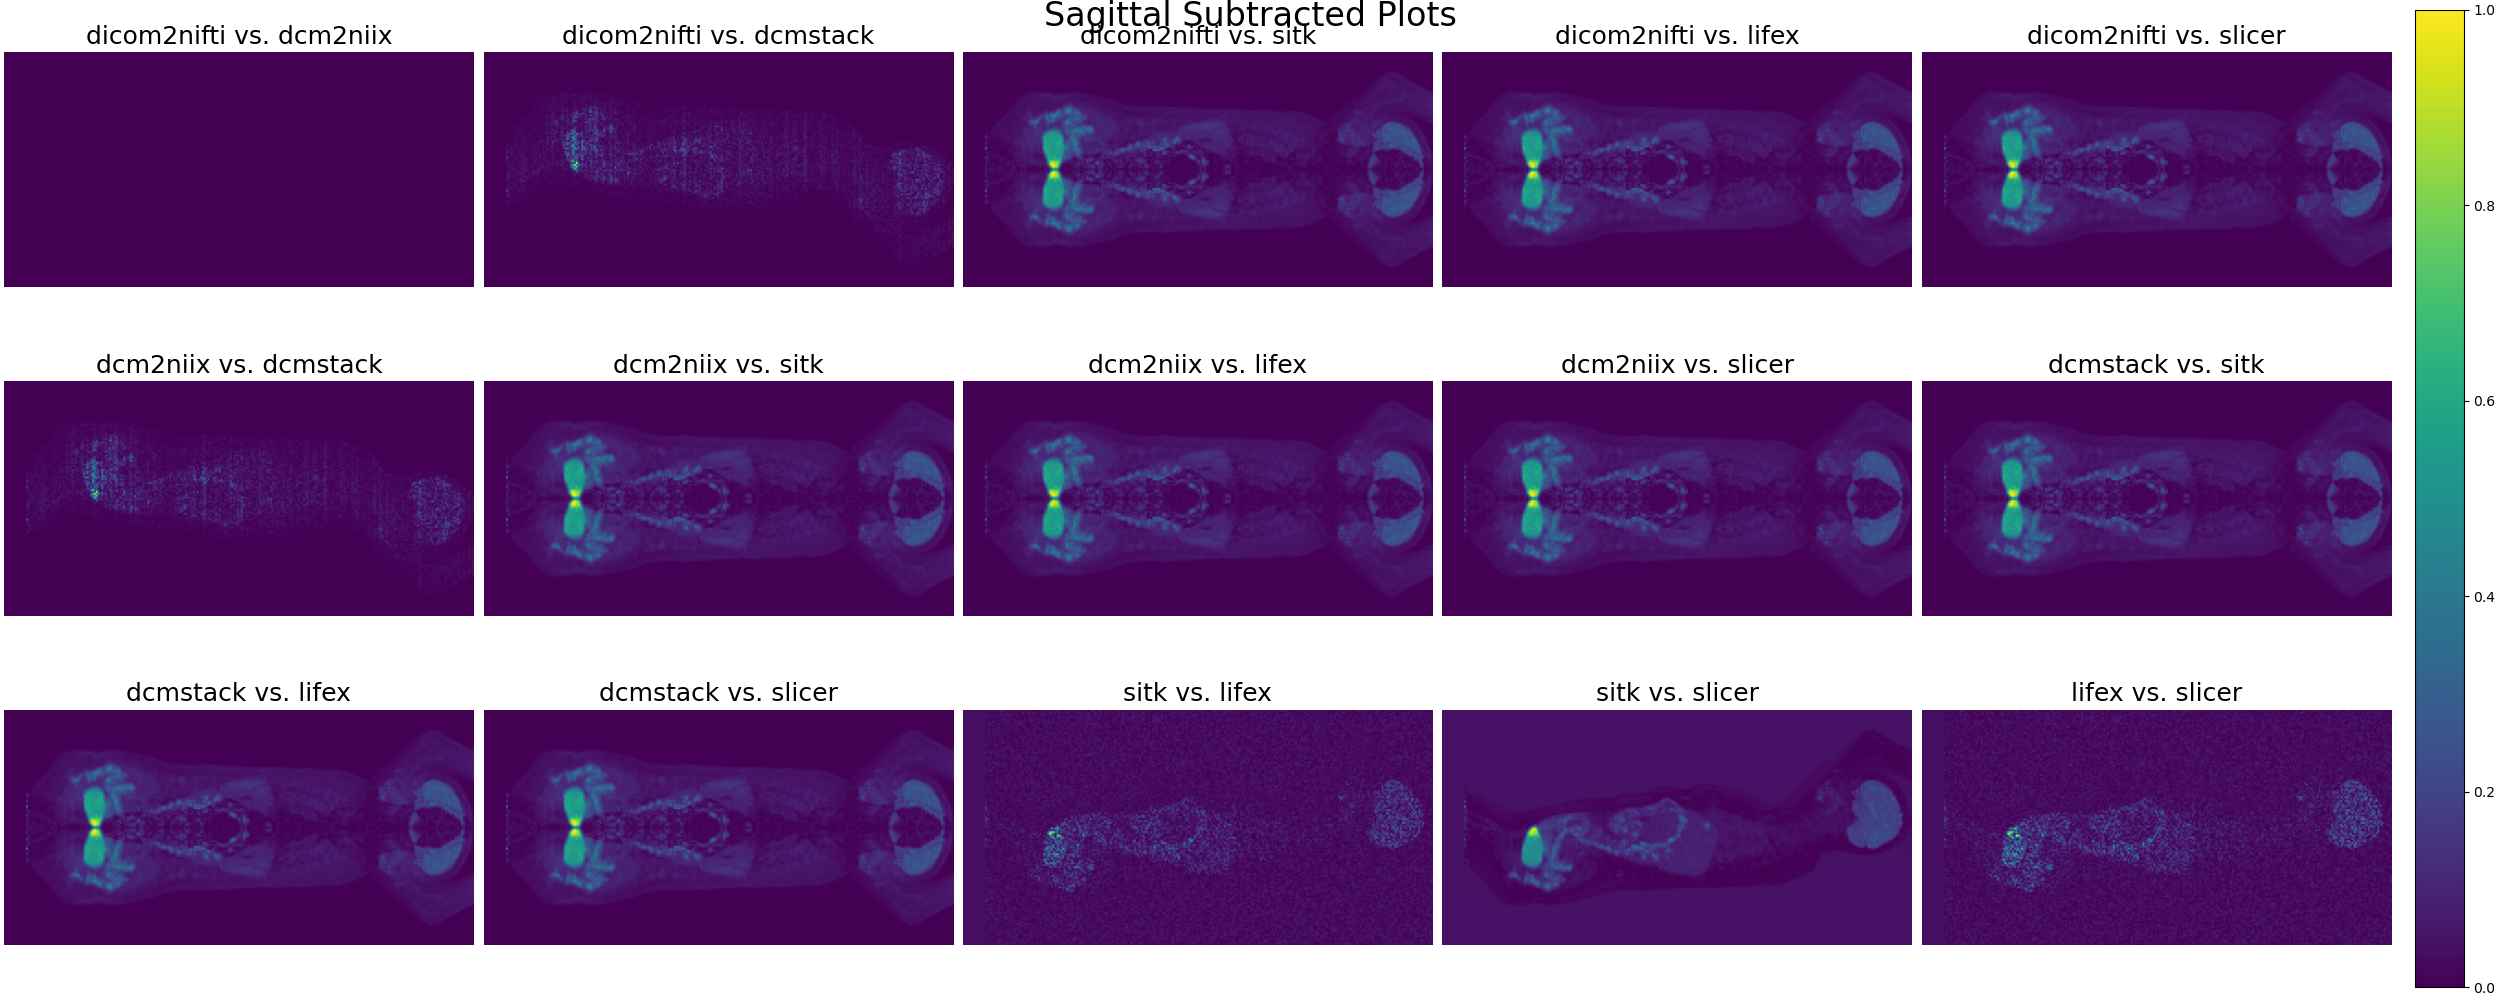 Sagittal Subtracted Plots
dicom2nifti vs. dcm2niix
dicom2nifti vs. dcmstack
dicom2nifti vs. sitk
dicom2nifti vs. lifex
dicom2nifti vs. slicer
dcm2niix vs. dcmstack
dcm2niix vs. sitk
dcm2niix vs. lifex
dcm2niix vs. slicer
dcmstack vs. sitk
dcmstack vs. lifex
dcmstack vs. slicer
sitk vs. lifex
sitk vs. slicer
lifex vs. slicer
1.0
0.8
0.6
0.4
0.2
0.0